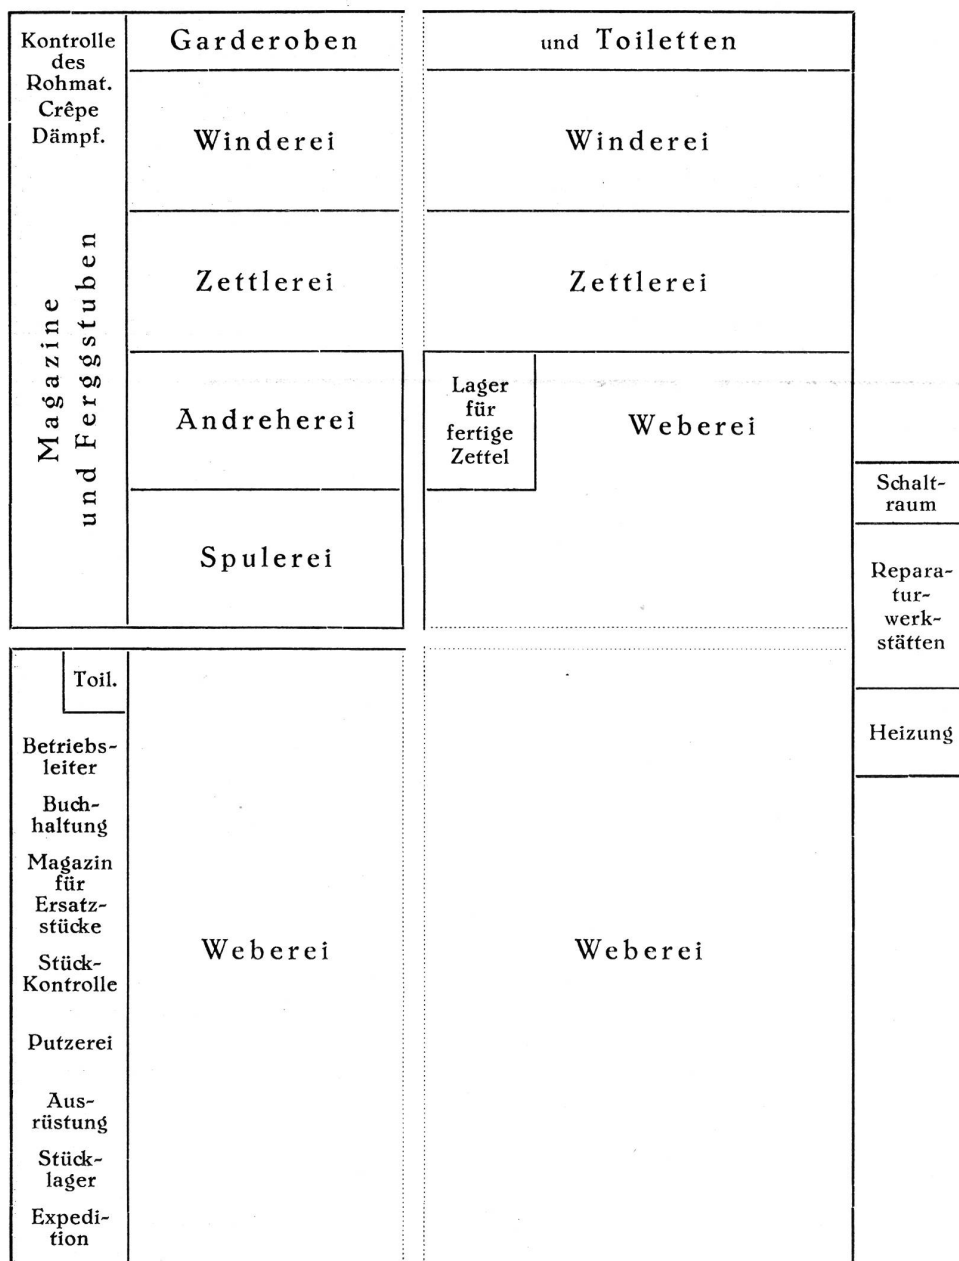 Kontrolle
des
Rohmat.
Crêpe
Dämpf.
Magazine
und Ferggstuben
Garderoben
und Toiletten
Winderei
Winderei
Zettlerei
Zettlerei
Andreherei
Lager
für
fertige
Zettel
Weberei
Spulerei
Schalt-
raum
Repara-
tur-
werk-
stätten
Heizung
Toil.
Betriebs-
leiter
Buch-
haltung
Magazin
für
Ersatz-
stücke
Stück-
Kontrolle
Putzerei
Aus-
rüstung
Stück-
lager
Expedi-
tion
Weberei
Weberei